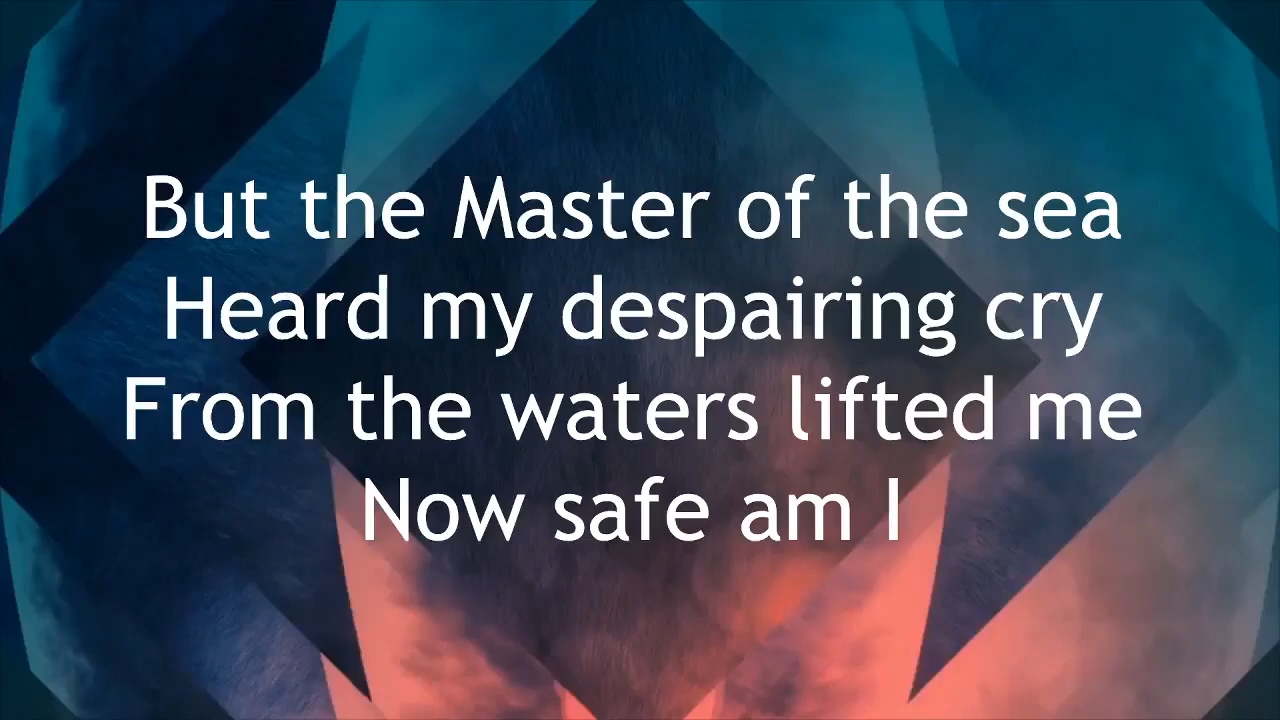 But the Master of the sea
Heard my despairing cry
From the waters lifted me
Now safe am I